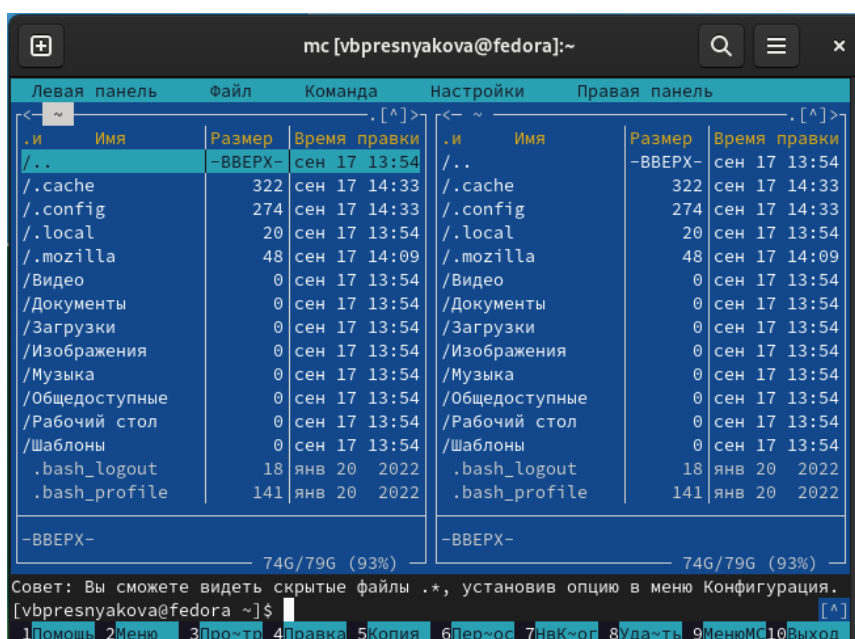 mc [vbpresnyakova@fedora]:~
Левая панель Файл Команда Настройки Правая панель
<— ~ .[^]> <— ~ .[^]>
.и Имя Размер Время правки .и Имя Размер Время правки
/.. -ВВЕРХ- сен 17 13:54 /.. -ВВЕРХ- сен 17 13:54
/.cache 322 сен 17 14:33 /.cache 322 сен 17 14:33
/.config 274 сен 17 14:33 /.config 274 сен 17 14:33
/.local 20 сен 17 13:54 /.local 20 сен 17 13:54
/.mozilla 48 сен 17 14:09 /.mozilla 48 сен 17 14:09
/Видео 0 сен 17 13:54 /Видео 0 сен 17 13:54
/Документы 0 сен 17 13:54 /Документы 0 сен 17 13:54
/Загрузки 0 сен 17 13:54 /Загрузки 0 сен 17 13:54
/Изображения 0 сен 17 13:54 /Изображения 0 сен 17 13:54
/Музыка 0 сен 17 13:54 /Музыка 0 сен 17 13:54
/Общедоступные 0 сен 17 13:54 /Общедоступные 0 сен 17 13:54
/Рабочий стол 0 сен 17 13:54 /Рабочий стол 0 сен 17 13:54
/Шаблоны 0 сен 17 13:54 /Шаблоны 0 сен 17 13:54
.bash_logout 18 янв 20 2022 .bash_logout 18 янв 20 2022
.bash_profile 141 янв 20 2022 .bash_profile 141 янв 20 2022
-ВВЕРХ- -ВВЕРХ-
74G/79G (93%) 74G/79G (93%)
Совет: Вы сможете видеть скрытые файлы .*, установив опцию в меню Конфигурация.
[vbpresnyakova@fedora ~]$ [^]
1Помощь 2Меню 3Про~тр 4Правка 5Копия 6Пер~ос 7НвК~ог 8Уда~ть 9МенюMC10Выход